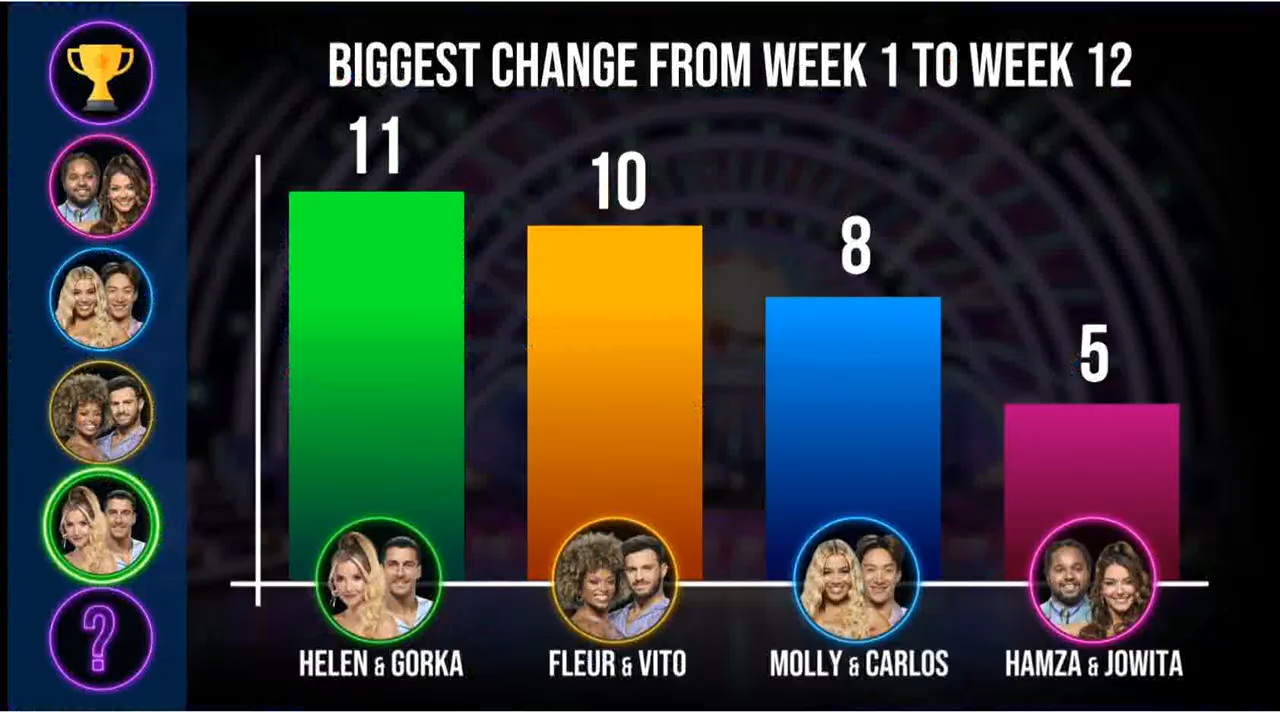 BIGGEST CHANGE FROM WEEK 1 TO WEEK 12
11
10
8
5
HELEN & GORKA
FLEUR & VITO
MOLLY & CARLOS
HAMZA & JOWITA
?